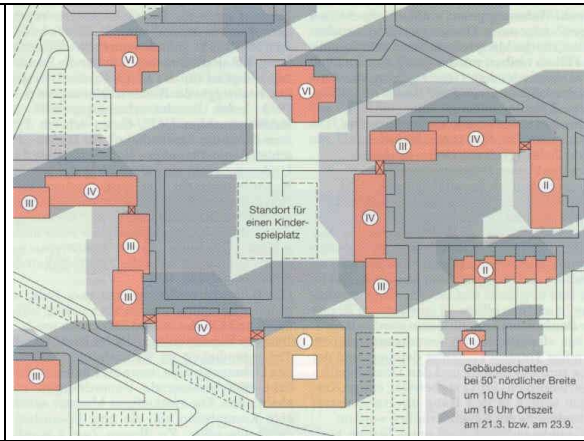 VI
VI
III
IV
II
IV
III
III
IV
Standort für
einen Kinder-
spielplatz
III
III
II
IV
I
II
III
Gebäudeschatten
bei 50° nördlicher Breite
um 10 Uhr Ortszeit
um 16 Uhr Ortszeit
am 21.3. bzw. am 23.9.